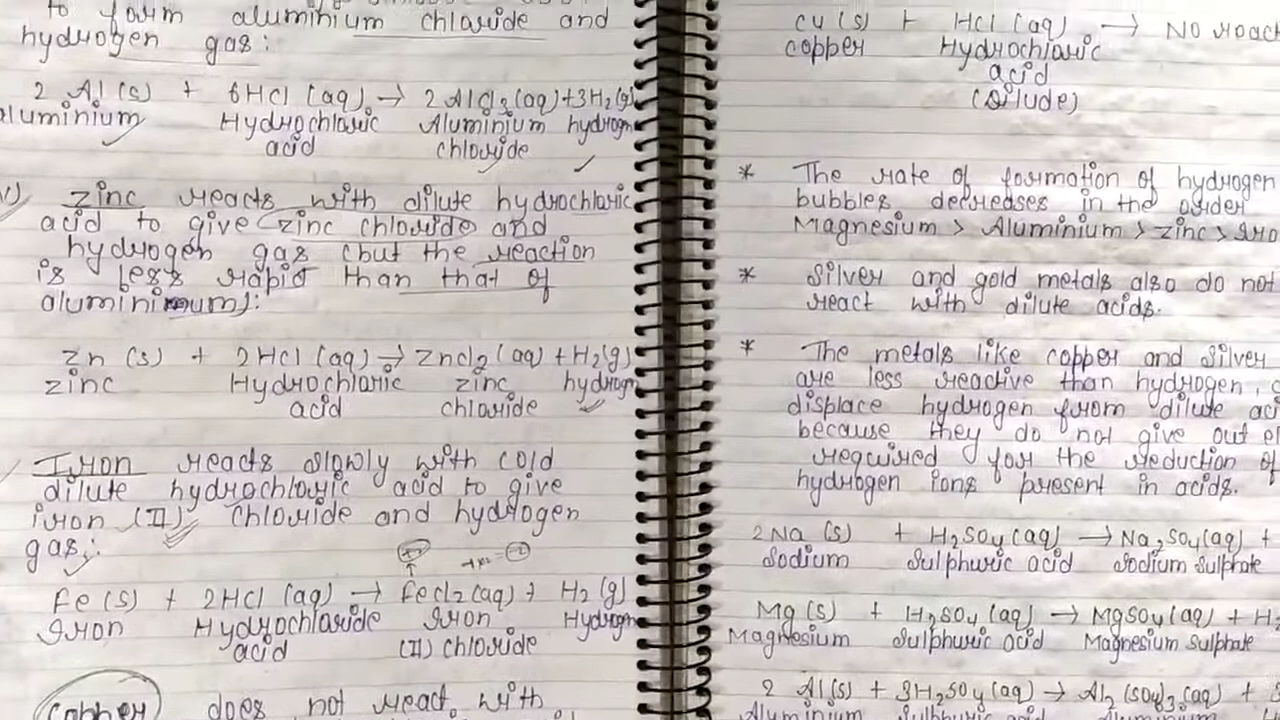 to form aluminium chloride and
hydrogen gas:
2 Al (s) + 6HCl (aq) → 2 AlCl3 (aq) + 3H2 (g)
aluminium Hydrochloric Aluminium hydrogen
acid chloride
v) zinc reacts with dilute hydrochloric
acid to give zinc chloride and
hydrogen gas (but the reaction
is less rapid than that of
aluminium):
Zn (s) + 2HCl (aq) → ZnCl2 (aq) + H2 (g)
zinc Hydrochloric zinc hydrogn
acid chloride
Iron reacts slowly with cold
dilute hydrochloric acid to give
iron (II) chloride and hydrogen
gas:
Fe (s) + 2HCl (aq) → FeCl2 (aq) + H2 (g)
Iron Hydrochloride Iron Hydrogen
acid (II) chloride
Copper does not react with
Cu (s) + HCl (aq) → No react
copper Hydrochloric
acid
(Dilude)
* The rate of formation of hydrogen
bubbles decreases in the order
Magnesium > Aluminium > zinc > Iro
* Silver and gold metals also do not
react with dilute acids.
* The metals like copper and silver
are less reactive than hydrogen,
displace hydrogen from dilute aci
because they do not give out el
required for the reduction of
hydrogen ions present in acids.
2Na (s) + H2SO4 (aq) → Na2SO4 (aq) +
Sodium Sulphuric acid Sodium Sulphate
Mg (s) + H2SO4 (aq) → MgSO4 (aq) + H2
Magnesium Sulphuric acid Magnesium Sulphate
2 Al(s) + 3H2SO4 (aq) → Al2 (SO4)3 (aq) +
Aluminium Sulphuric acid Aluminium